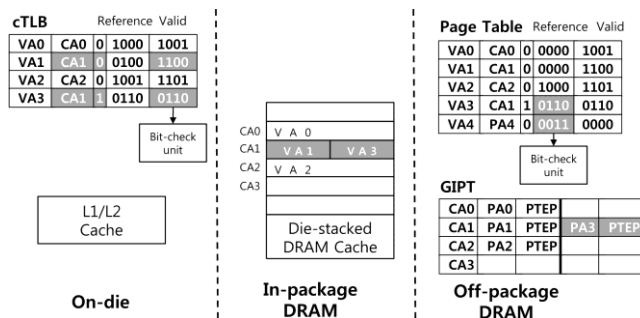 cTLB Reference Valid
VA0 CA0 0 1000 1001
VA1 CA1 0 0100 1100
VA2 CA2 0 1001 1101
VA3 CA1 1 0110 0110
Bit-check
unit
L1/L2
Cache
On-die
CA0 V A 0
CA1 V A 1 V A 3
CA2 V A 2
CA3
Die-stacked
DRAM Cache
In-package
DRAM
Page Table Reference Valid
VA0 CA0 0 0000 1001
VA1 CA1 0 0000 1100
VA2 CA2 0 1000 1101
VA3 CA1 1 0110 0110
VA4 PA4 0 0011 0000
Bit-check
unit
GIPT
CA0 PA0 PTEP
CA1 PA1 PTEP PA3 PTEP
CA2 PA2 PTEP
CA3
Off-package
DRAM